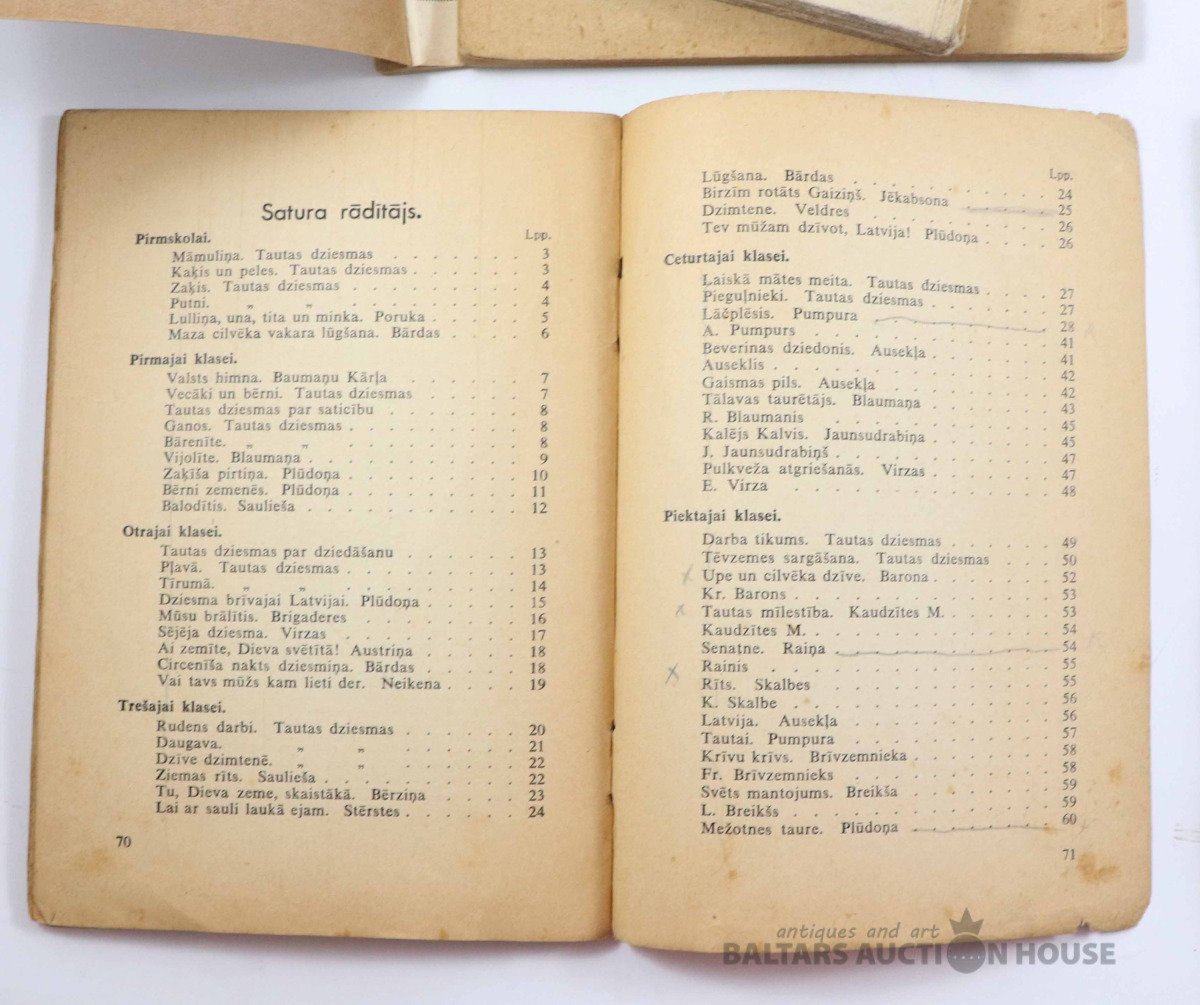 Satura rādītājs.
Pirmskolai. Lpp.
Māmuliņa. Tautas dziesmas . . . . . . . 3
Kaķis un peles. Tautas dziesmas . . . . . . 3
Zaķis. Tautas dziesmas . . . . . . . . . 4
Putni. „ „ . . . . . . . . . 4
Lulliņa, una, tita un minka. Poruka . . . . . 5
Maza cilvēka vakara lūgšana. Bārdas . . . . 6
Pirmajai klasei.
Valsts himna. Baumaņu Kārļa . . . . . . 7
Vecāki un bērni. Tautas dziesmas . . . . . 7
Tautas dziesmas par saticību . . . . . . . 8
Ganos. Tautas dziesmas . . . . . . . . . 8
Bārenīte. „ „ . . . . . . . . . 8
Vijolīte. Blaumaņa . . . . . . . . . . . 9
Zaķīša pirtiņa. Plūdoņa . . . . . . . . . 10
Bērni zemenēs. Plūdoņa . . . . . . . . . 11
Balodītis. Saulieša . . . . . . . . . . . 12
Otrajai klasei.
Tautas dziesmas par dziedāšanu . . . . . . 13
Pļavā. Tautas dziesmas . . . . . . . . . 13
Tīrumā. „ „ . . . . . . . . . 14
Dziesma brīvajai Latvijai. Plūdoņa . . . . . 15
Mūsu brālītis. Brigaderes . . . . . . . . 16
Sējēja dziesma. Virzas . . . . . . . . . 17
Ai zemīte, Dieva svētītā! Austriņa . . . . . 18
Circenīša nakts dziesmiņa. Bārdas . . . . . 18
Vai tavs mūžs kam lieti der. Neikena . . . . 19
Trešajai klasei.
Rudens darbi. Tautas dziesmas . . . . . . 20
Daugava. „ „ . . . . . . 21
Dzīve dzimtenē. „ „ . . . . . . 22
Ziemas rīts. Saulieša . . . . . . . . . . 22
Tu, Dieva zeme, skaistākā. Bērziņa . . . . 23
Lai ar sauli laukā ejam. Stērstes . . . . . 24
70
Lpp.
Lūgšana. Bārdas . . . . . . . . . . 24
Birzīm rotāts Gaiziņš. Jēkabsona . . . . . 25
Dzimtene. Veldres . . . . . . . . . 26
Tev mūžam dzīvot, Latvija! Plūdoņa . . . . 26
Ceturtajai klasei.
Laiskā mātes meita. Tautas dziesmas . . . . 27
Pieguļnieki. Tautas dziesmas . . . . . . 27
Lāčplēsis. Pumpura . . . . . . . . . 28
A. Pumpurs . . . . . . . . . . . . 41
Beverinas dziedonis. Ausekļa . . . . . . 41
Auseklis . . . . . . . . . . . . . 42
Gaismas pils. Ausekļa . . . . . . . . 42
Tālavas taurētājs. Blaumaņa . . . . . . 43
R. Blaumanis . . . . . . . . . . . 45
Kalējs Kalvis. Jaunsudrabiņa . . . . . . 45
J. Jaunsudrabiņš . . . . . . . . . . 47
Pulkveža atgriešanās. Virzas . . . . . . 47
E. Virza . . . . . . . . . . . . . 48
Piektajai klasei.
Darba tikums. Tautas dziesmas . . . . . . 49
Tēvzemes sargāšana. Tautas dziesmas . . . 50
Upe un cilvēka dzīve. Barona . . . . . . 52
Kr. Barons . . . . . . . . . . . . 53
Tautas mīlestība. Kaudzītes M. . . . . . . 53
Kaudzītes M. . . . . . . . . . . . . 54
Senatne. Raiņa . . . . . . . . . . . 54
Rainis . . . . . . . . . . . . . . 55
Rīts. Skalbes . . . . . . . . . . . 55
K. Skalbe . . . . . . . . . . . . . 56
Latvija. Ausekļa . . . . . . . . . . 56
Tautai. Pumpura . . . . . . . . . . 57
Krīvu krīvs. Brīvzemnieka . . . . . . . 58
Fr. Brīvzemnieks . . . . . . . . . . 58
Svēts mantojums. Breikša . . . . . . . 59
L. Breikšs . . . . . . . . . . . . 59
Mežotnes taure. Plūdoņa . . . . . . . 60
71
antiques and art
BALTARS AUCTION HOUSE